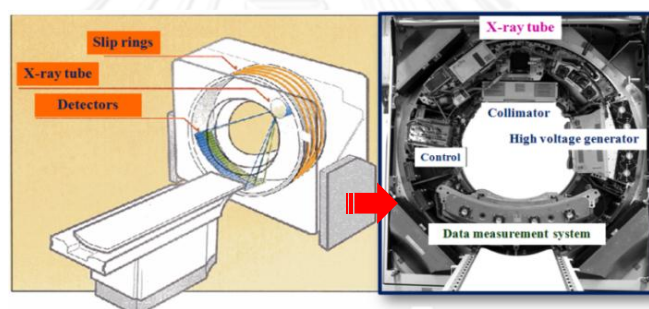 Slip rings
X-ray tube
Detectors
X-ray tube
Collimator
High voltage generator
Control
Data measurement system